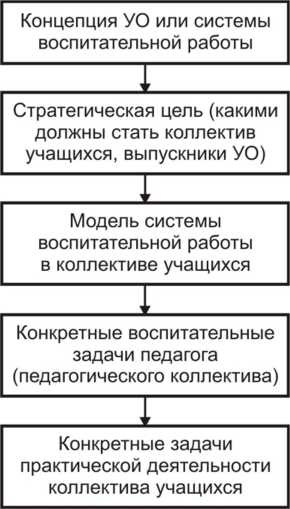 Концепция УО или системы
воспитательной работы
Стратегическая цель (какими
должны стать коллектив
учащихся, выпускники УО)
Модель системы
воспитательной работы
в коллективе учащихся
Конкретные воспитательные
задачи педагога
(педагогического коллектива)
Конкретные задачи
практической деятельности
коллектива учащихся